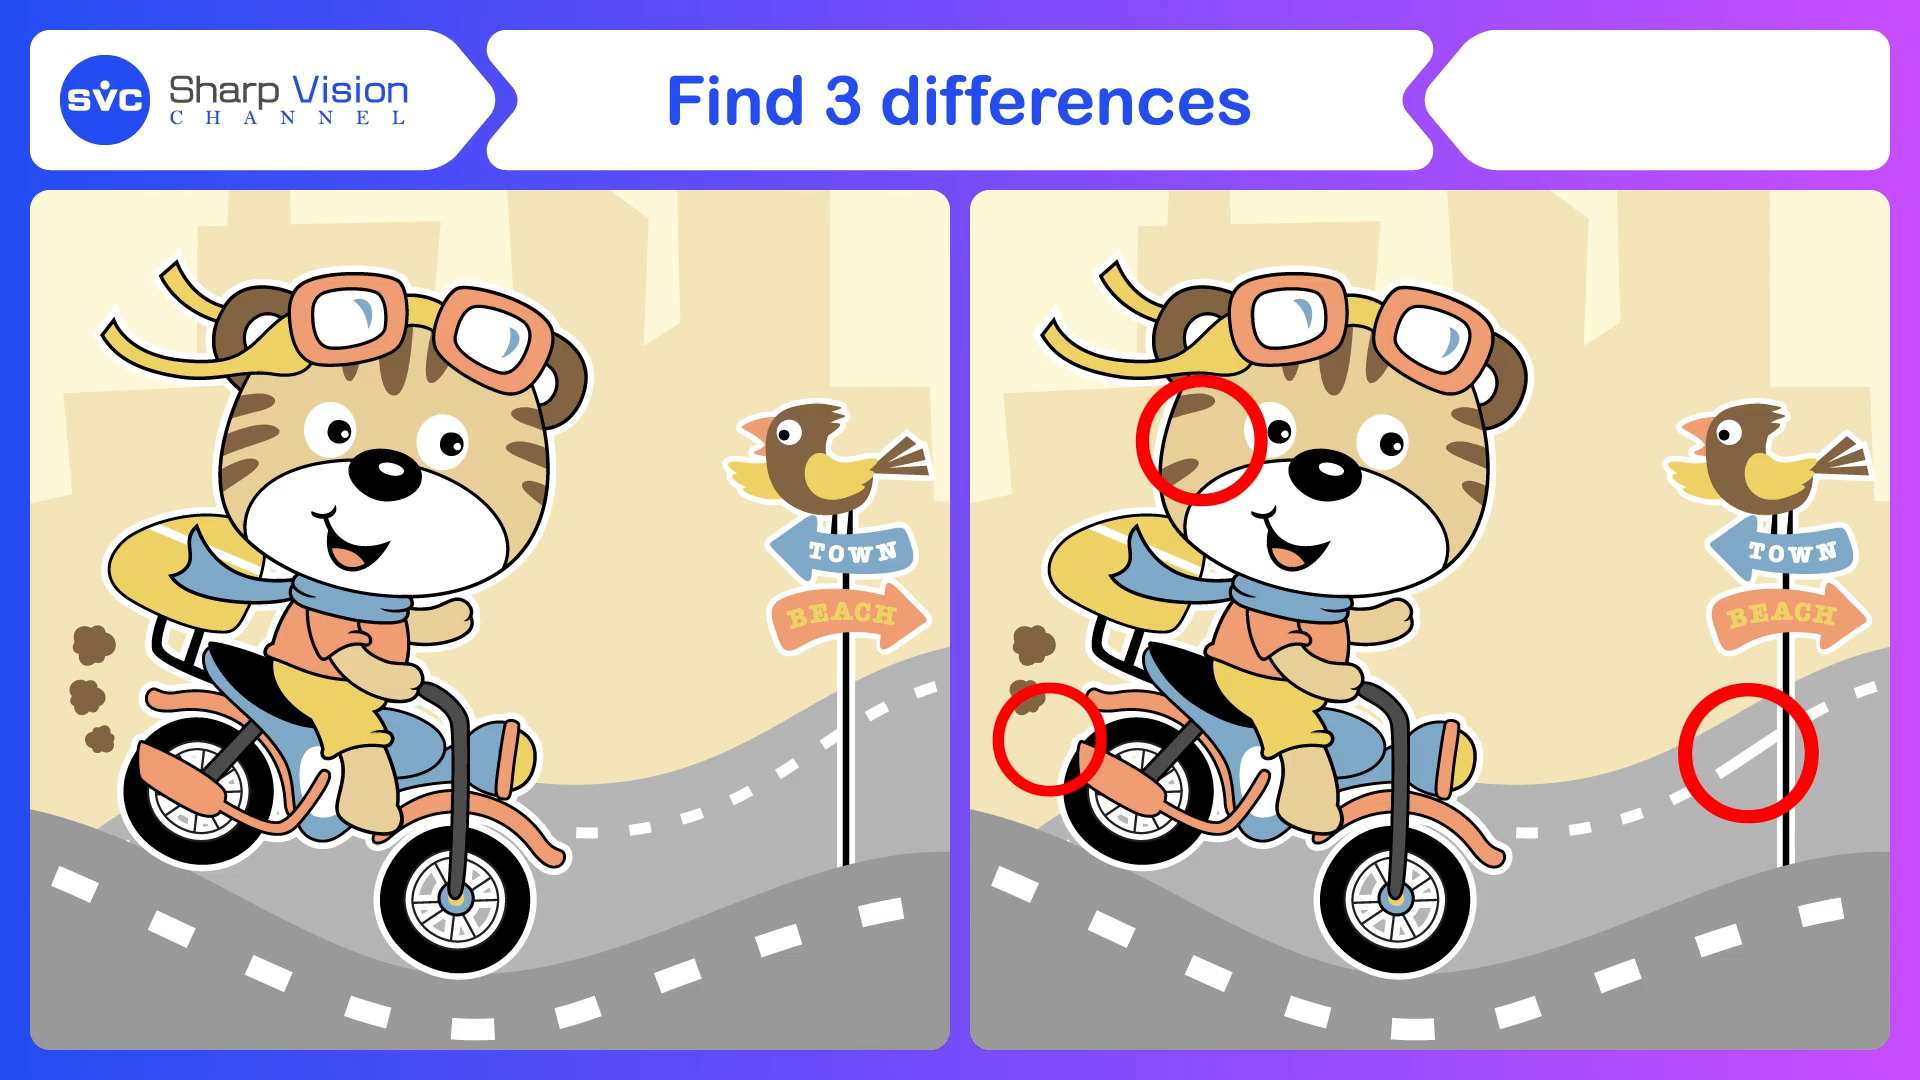 svc
Sharp Vision
CHANNEL
Find 3 differences
TOWN
BEACH
TOWN
BEACH